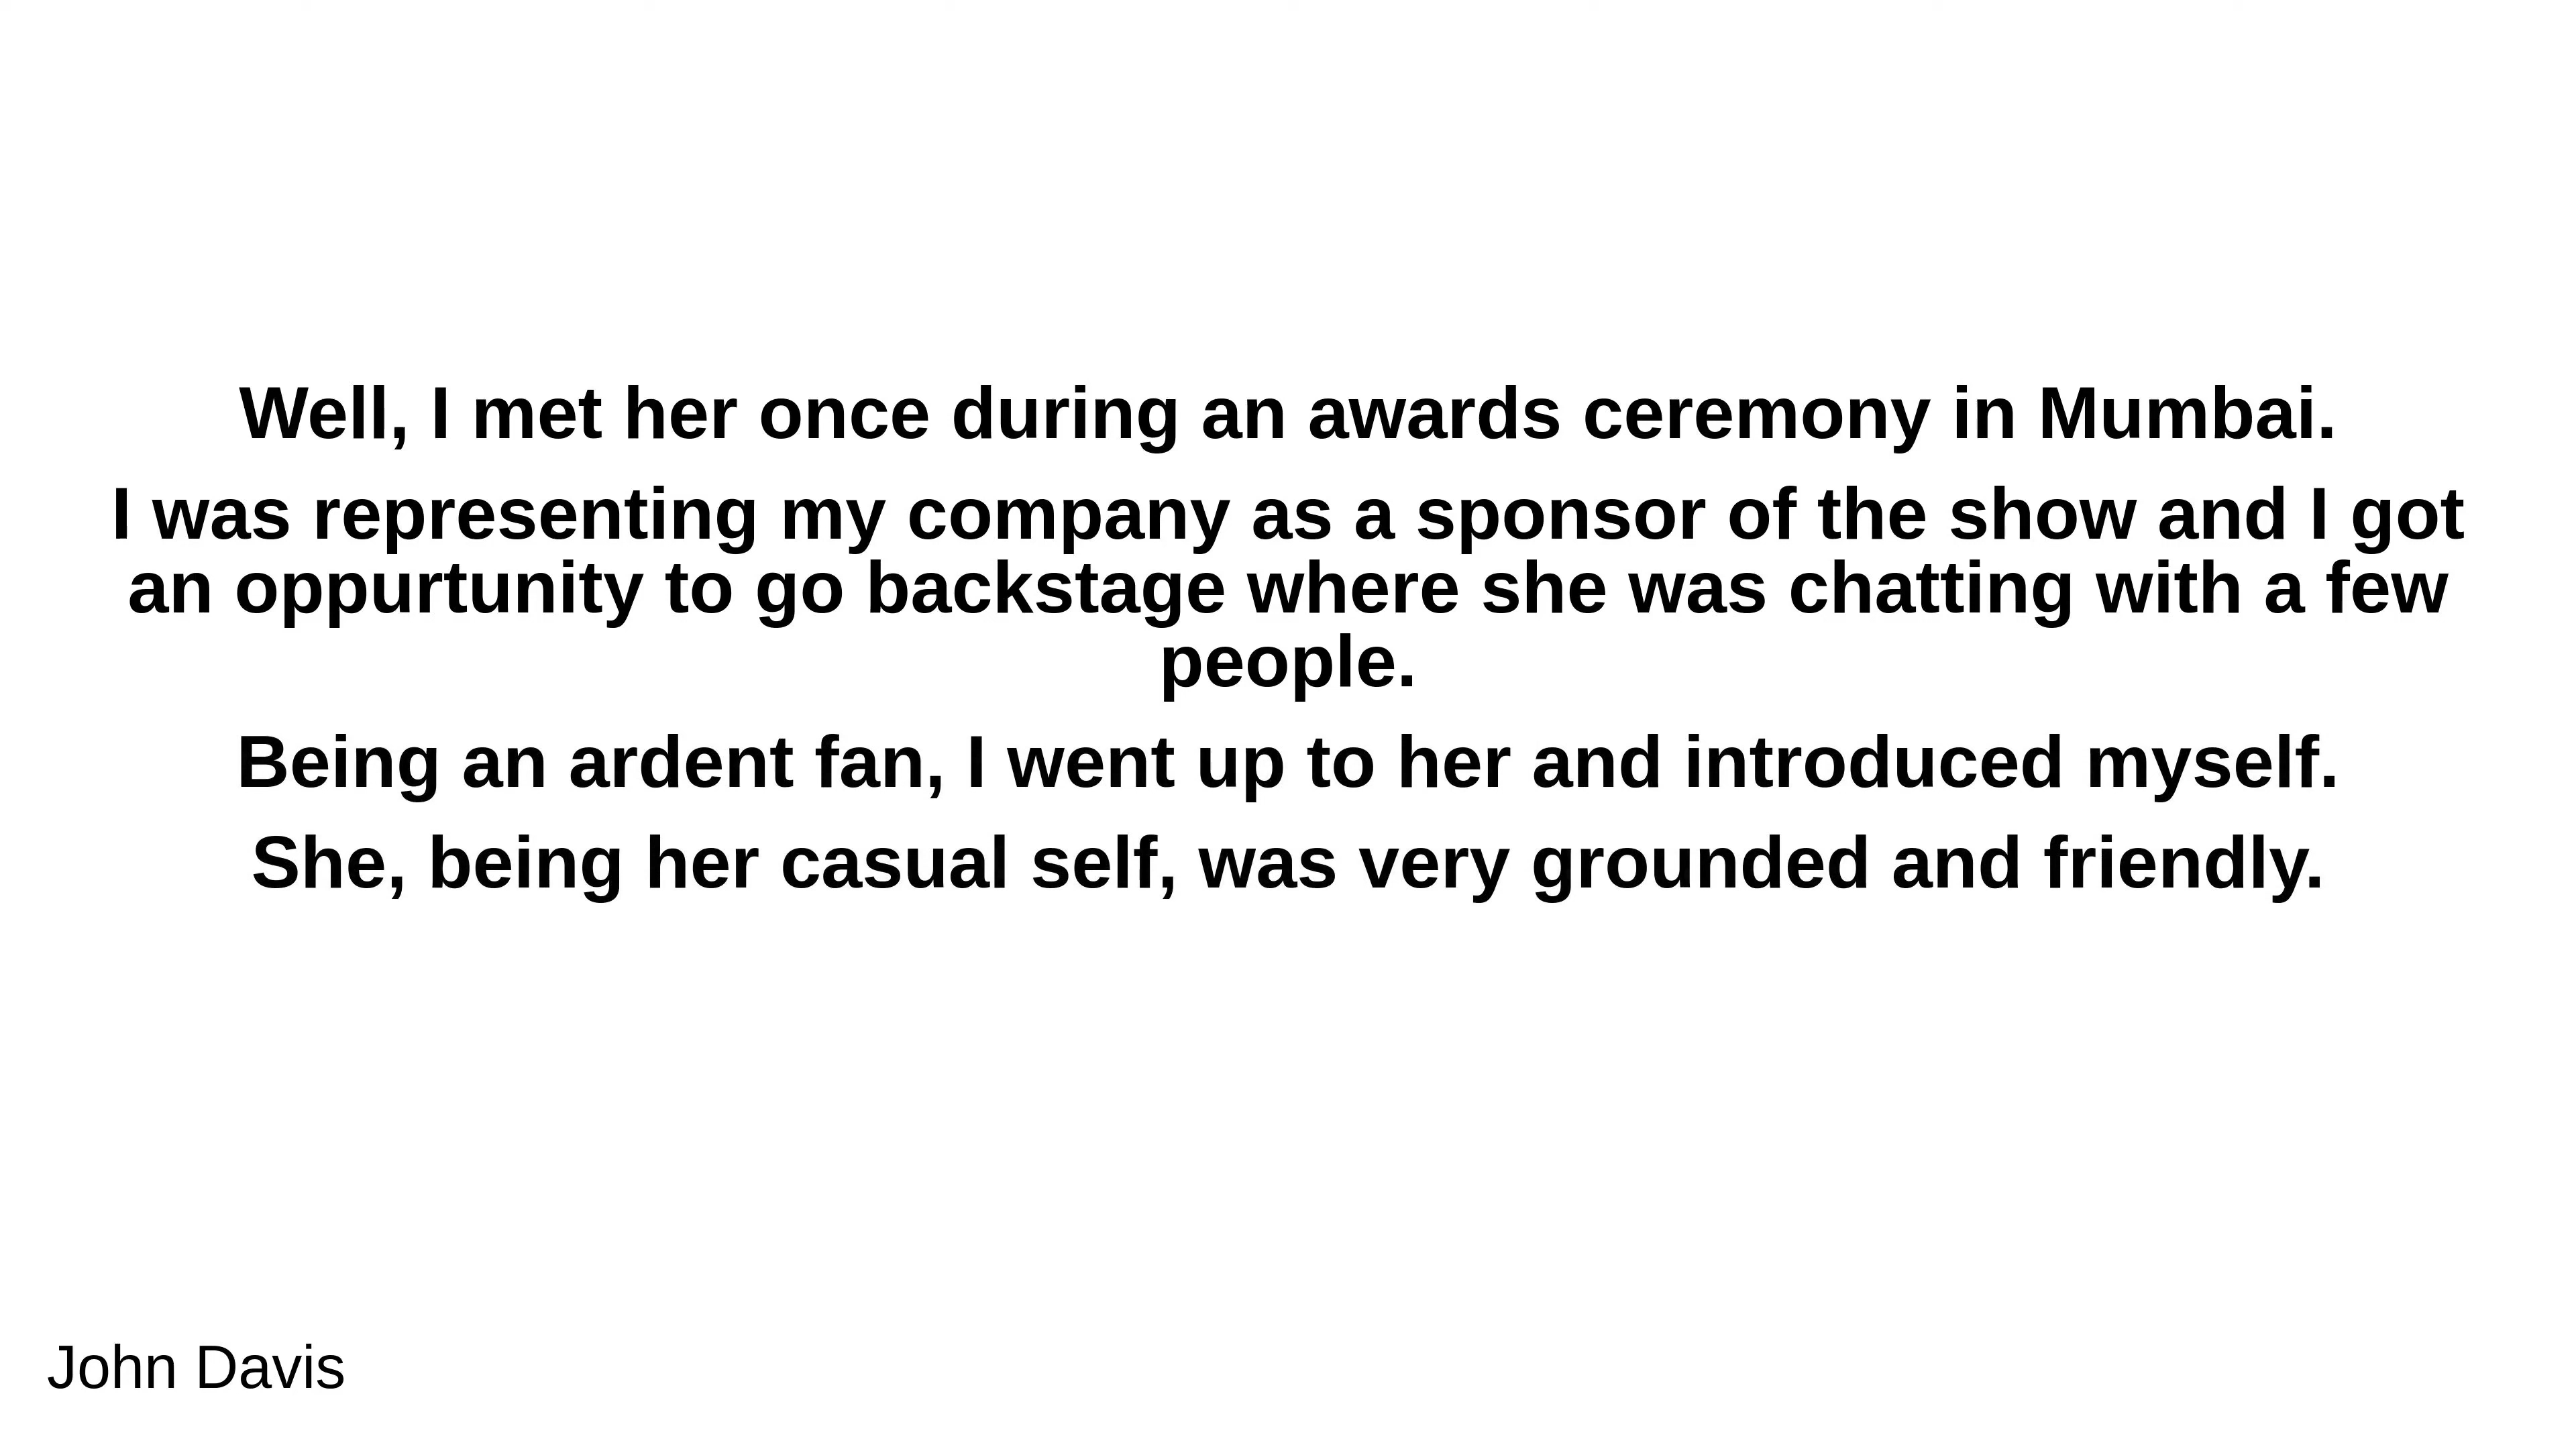 Well, I met her once during an awards ceremony in Mumbai.
I was representing my company as a sponsor of the show and I got
an oppurtunity to go backstage where she was chatting with a few
people.
Being an ardent fan, I went up to her and introduced myself.
She, being her casual self, was very grounded and friendly.
John Davis